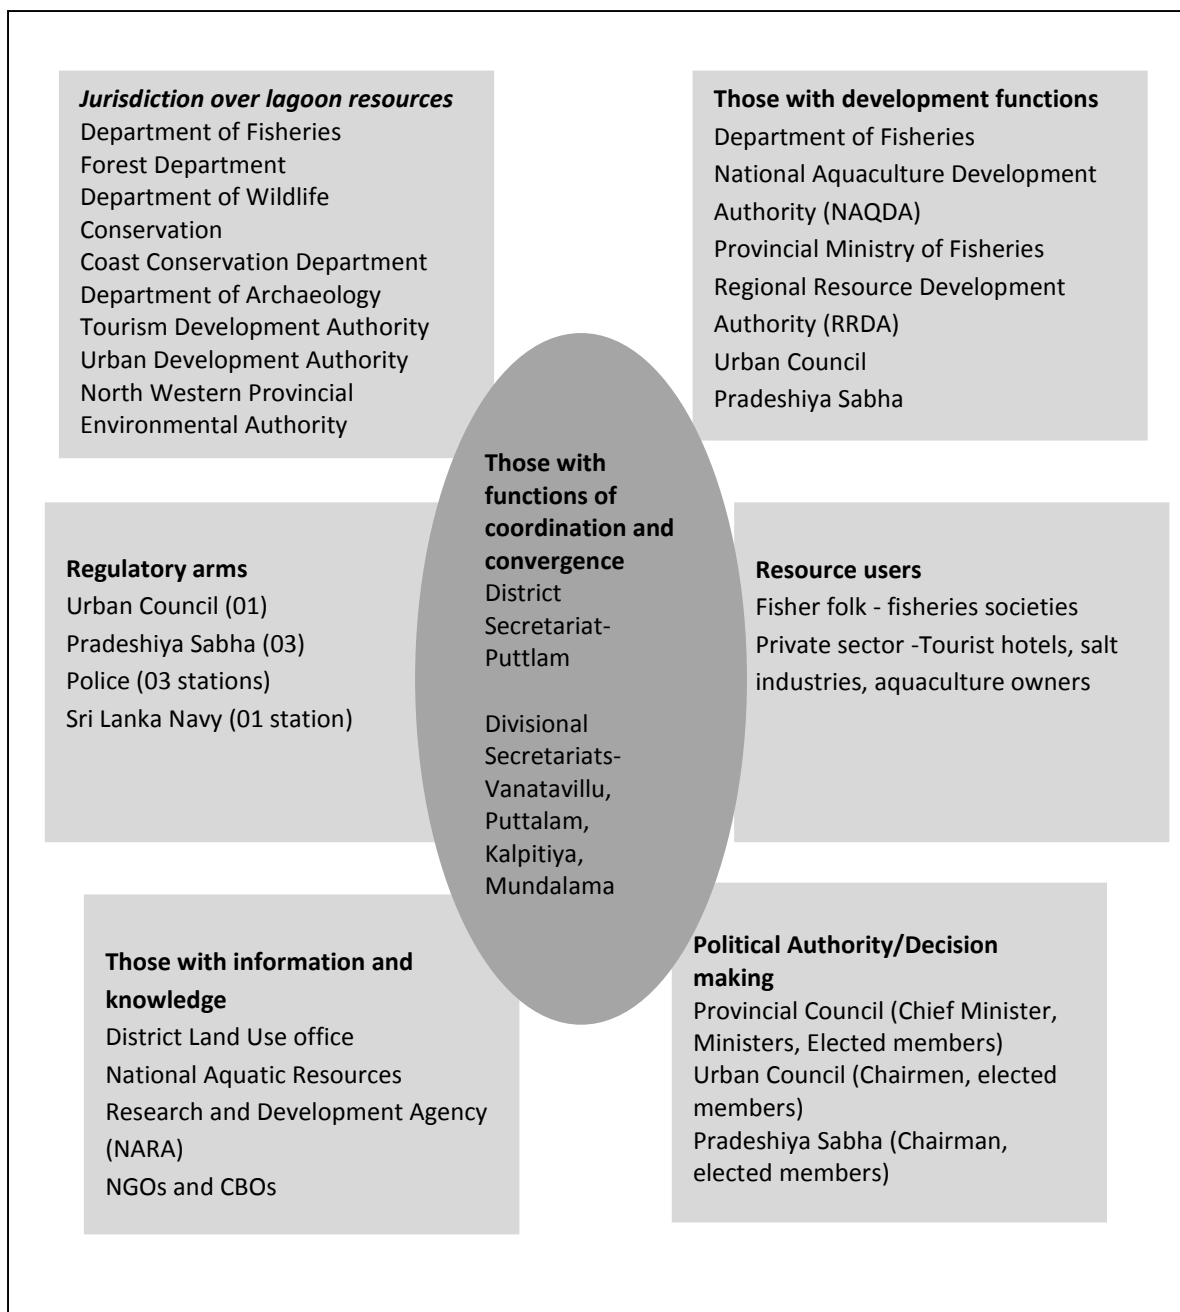 Jurisdiction over lagoon resources
Department of Fisheries
Forest Department
Department of Wildlife
Conservation
Coast Conservation Department
Department of Archaeology
Tourism Development Authority
Urban Development Authority
North Western Provincial
Environmental Authority
Those with development functions
Department of Fisheries
National Aquaculture Development
Authority (NAQDA)
Provincial Ministry of Fisheries
Regional Resource Development
Authority (RRDA)
Urban Council
Pradeshiya Sabha
Those with
functions of
coordination and
convergence
District
Secretariat-
Puttlam
Divisional
Secretariats-
Vanatavillu,
Puttalam,
Kalpitiya,
Mundalama
Regulatory arms
Urban Council (01)
Pradeshiya Sabha (03)
Police (03 stations)
Sri Lanka Navy (01 station)
Resource users
Fisher folk - fisheries societies
Private sector -Tourist hotels, salt
industries, aquaculture owners
Those with information and
knowledge
District Land Use office
National Aquatic Resources
Research and Development Agency
(NARA)
NGOs and CBOs
Political Authority/Decision
making
Provincial Council (Chief Minister,
Ministers, Elected members)
Urban Council (Chairmen, elected
members)
Pradeshiya Sabha (Chairman,
elected members)